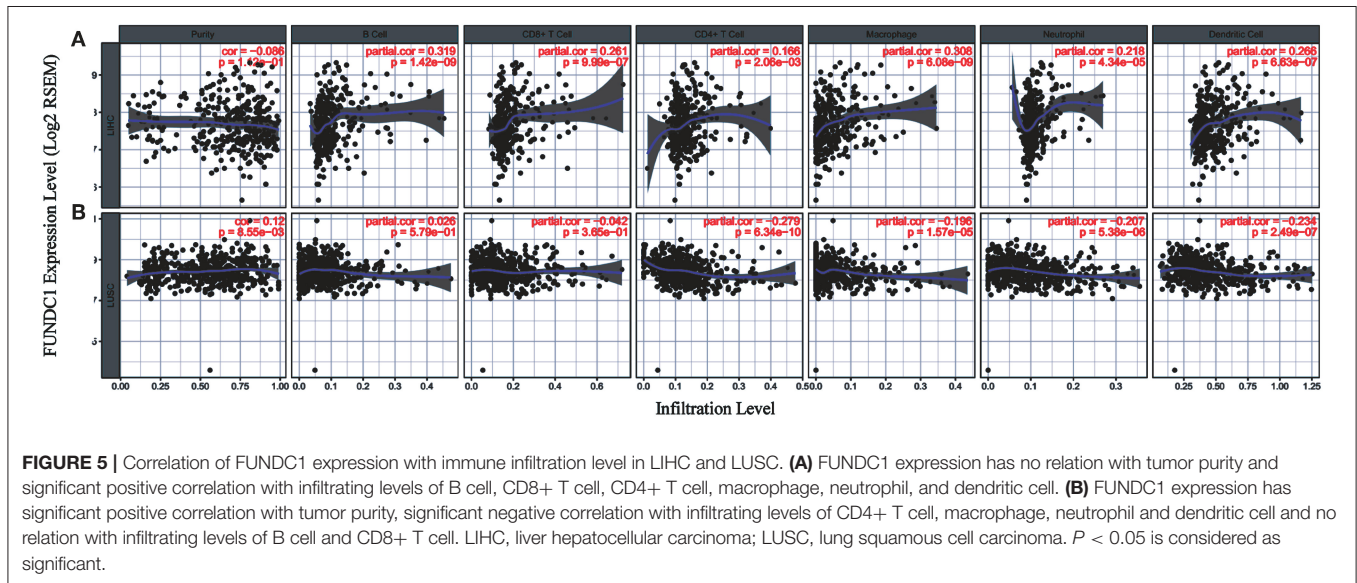 A
Purity
B Cell
CD8+ T Cell
CD4+ T Cell
Macrophage
Neutrophil
Dendritic Cell
cor = −0.086
p = 1.12e−01
partial.cor = 0.319
p = 1.42e−09
partial.cor = 0.261
p = 9.99e−07
partial.cor = 0.166
p = 2.06e−03
partial.cor = 0.308
p = 6.08e−09
partial.cor = 0.218
p = 4.34e−05
partial.cor = 0.266
p = 6.63e−07
FUNDC1 Expression Level (Log2 RSEM)
LIHC
9
8
7
6
B
cor = 0.12
p = 8.55e−03
partial.cor = 0.026
p = 5.79e−01
partial.cor = −0.042
p = 3.65e−01
partial.cor = −0.279
p = 6.34e−10
partial.cor = −0.196
p = 1.57e−05
partial.cor = −0.207
p = 5.38e−06
partial.cor = −0.234
p = 2.49e−07
LUSC
9
7
0.00 0.25 0.50 0.75 1.00
0.0 0.1 0.2 0.3 0.4
0.0 0.2 0.4 0.6
0.0 0.1 0.2 0.3 0.4 0.5
0.0 0.1 0.2 0.3 0.4
0.0 0.1 0.2 0.3
0.25 0.50 0.75 1.00 1.25
Infiltration Level
FIGURE 5 | Correlation of FUNDC1 expression with immune infiltration level in LIHC and LUSC. (A) FUNDC1 expression has no relation with tumor purity and
significant positive correlation with infiltrating levels of B cell, CD8+ T cell, CD4+ T cell, macrophage, neutrophil, and dendritic cell. (B) FUNDC1 expression has
significant positive correlation with tumor purity, significant negative correlation with infiltrating levels of CD4+ T cell, macrophage, neutrophil and dendritic cell and no
relation with infiltrating levels of B cell and CD8+ T cell. LIHC, liver hepatocellular carcinoma; LUSC, lung squamous cell carcinoma. P < 0.05 is considered as
significant.